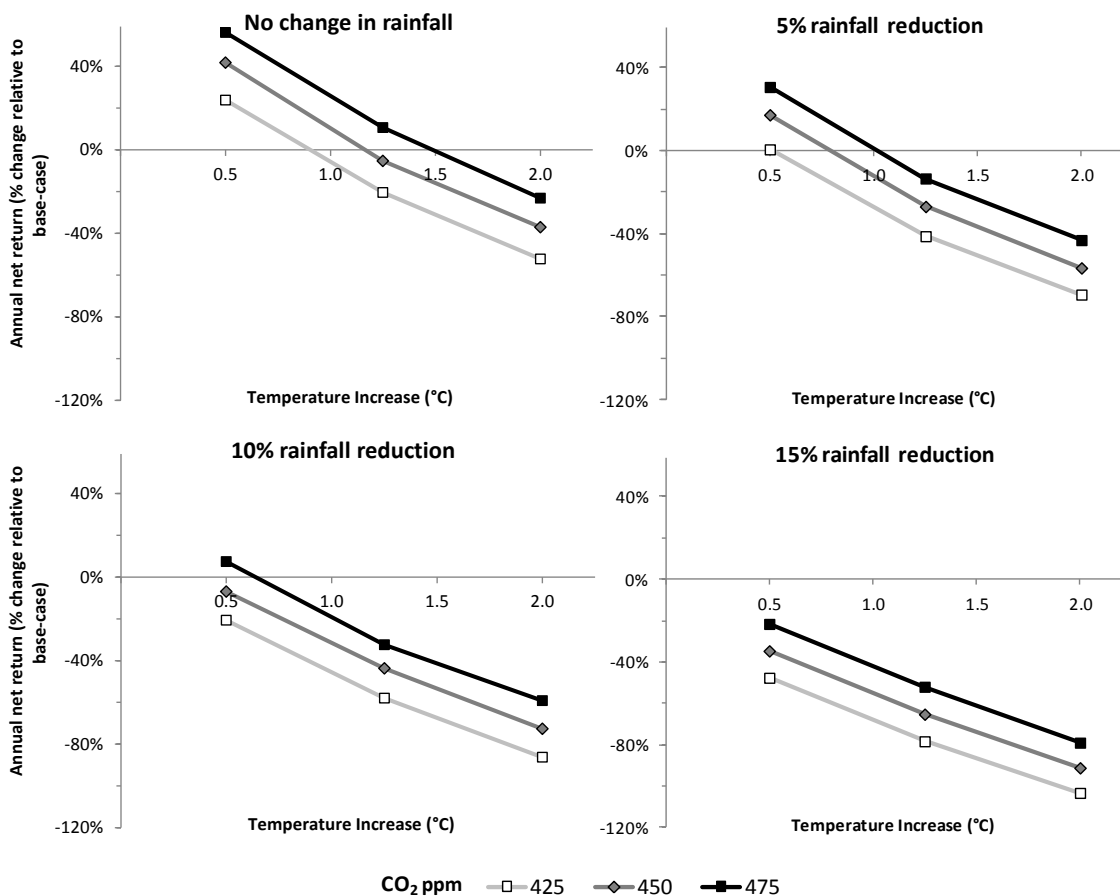 No change in rainfall
Annual net return (% change relative to
base-case)
40%
0%
-40%
-80%
-120%
0.5
1.0
1.5
2.0
Temperature Increase (°C)
5% rainfall reduction
40%
0%
-40%
-80%
-120%
0.5
1.0
1.5
2.0
Temperature Increase (°C)
10% rainfall reduction
Annual net return (% change relative to
base-case)
40%
0%
-40%
-80%
-120%
0.5
1.0
1.5
2.0
Temperature Increase (°C)
15% rainfall reduction
40%
0%
-40%
-80%
-120%
0.5
1.0
1.5
2.0
Temperature Increase (°C)
CO₂ ppm 425 450 475